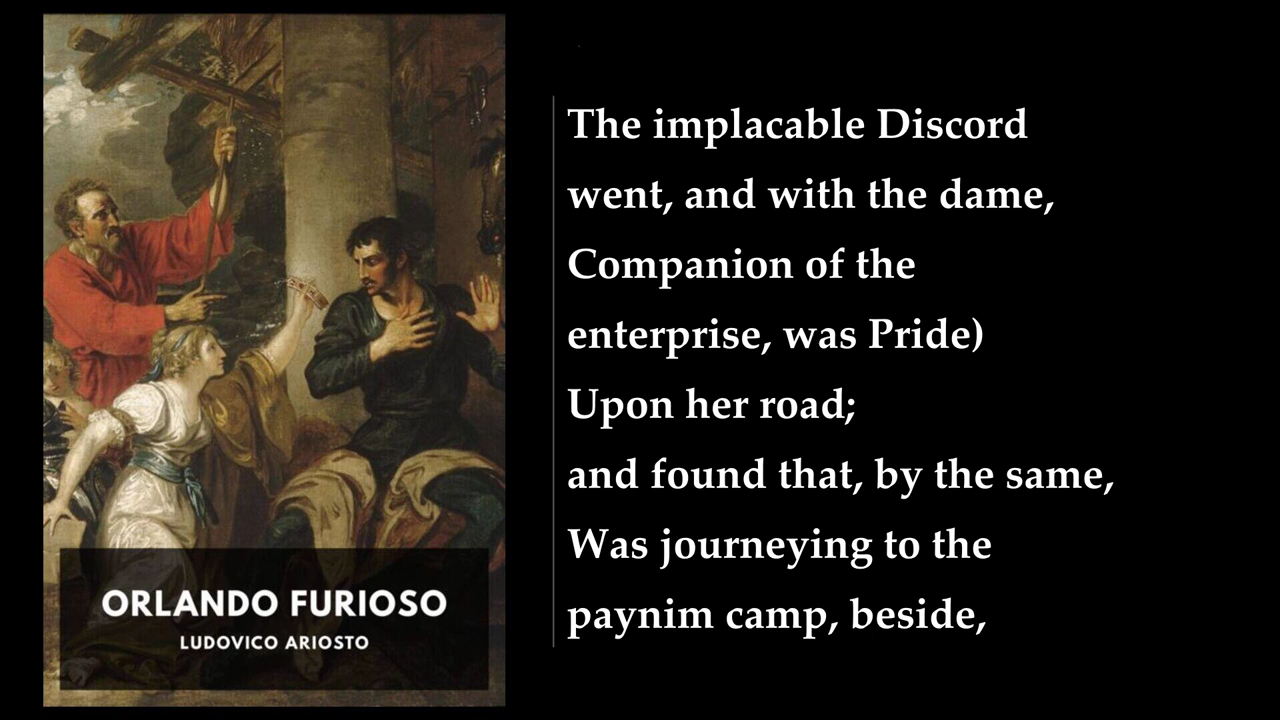 The implacable Discord
went, and with the dame,
Companion of the
enterprise, was Pride)
Upon her road;
and found that, by the same,
Was journeying to the
paynim camp, beside,
ORLANDO FURIOSO
LUDOVICO ARIOSTO